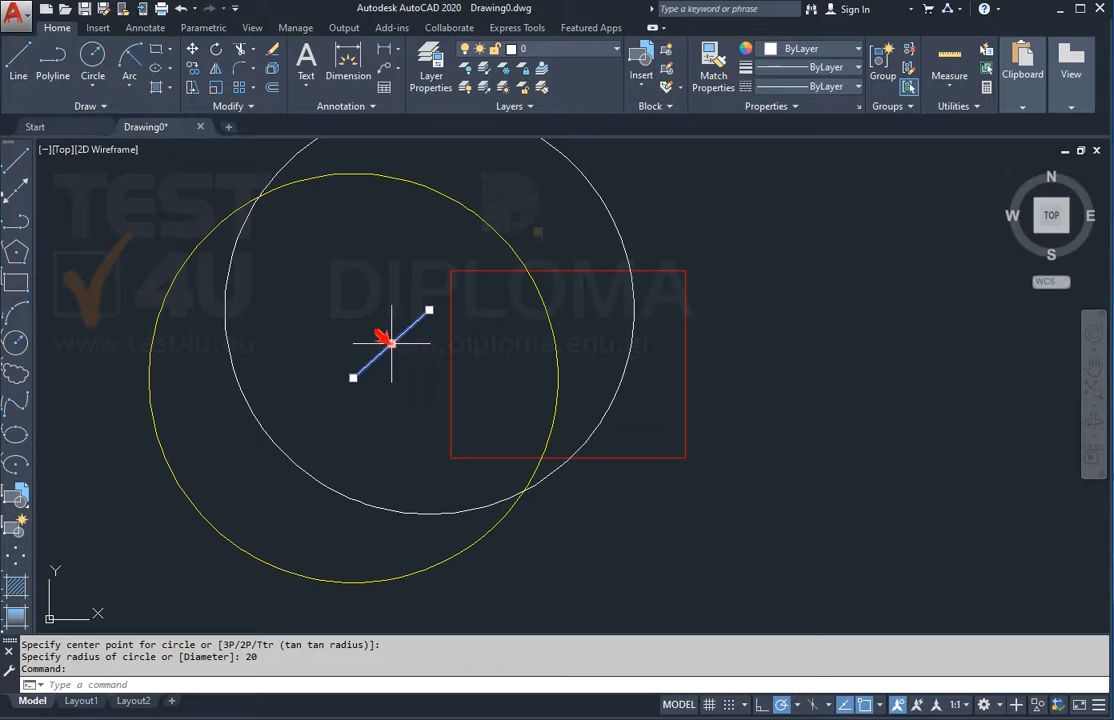 Autodesk AutoCAD 2020 Drawing0.dwg
Type a keyword or phrase
Sign In
Home Insert Annotate Parametric View Manage Output Add-ins Collaborate Express Tools Featured Apps
0
ByLayer
ByLayer
ByLayer
Line Polyline Circle Arc
Text Dimension
Layer Properties
Insert
Match Properties
Group
Measure
Clipboard
View
Draw Modify Annotation Layers Block Properties Groups Utilities
Start Drawing0*
[−][Top][2D Wireframe]
N
W TOP E
S
WCS
TEST
4U
www.test4u.eu
D.
DIPLOMA
www.diploma.edu.gr
Y
X
Specify center point for circle or [3P/2P/Ttr (tan tan radius)]:
Specify radius of circle or [Diameter]: 20
Command:
Type a command
Model Layout1 Layout2
MODEL
1:1